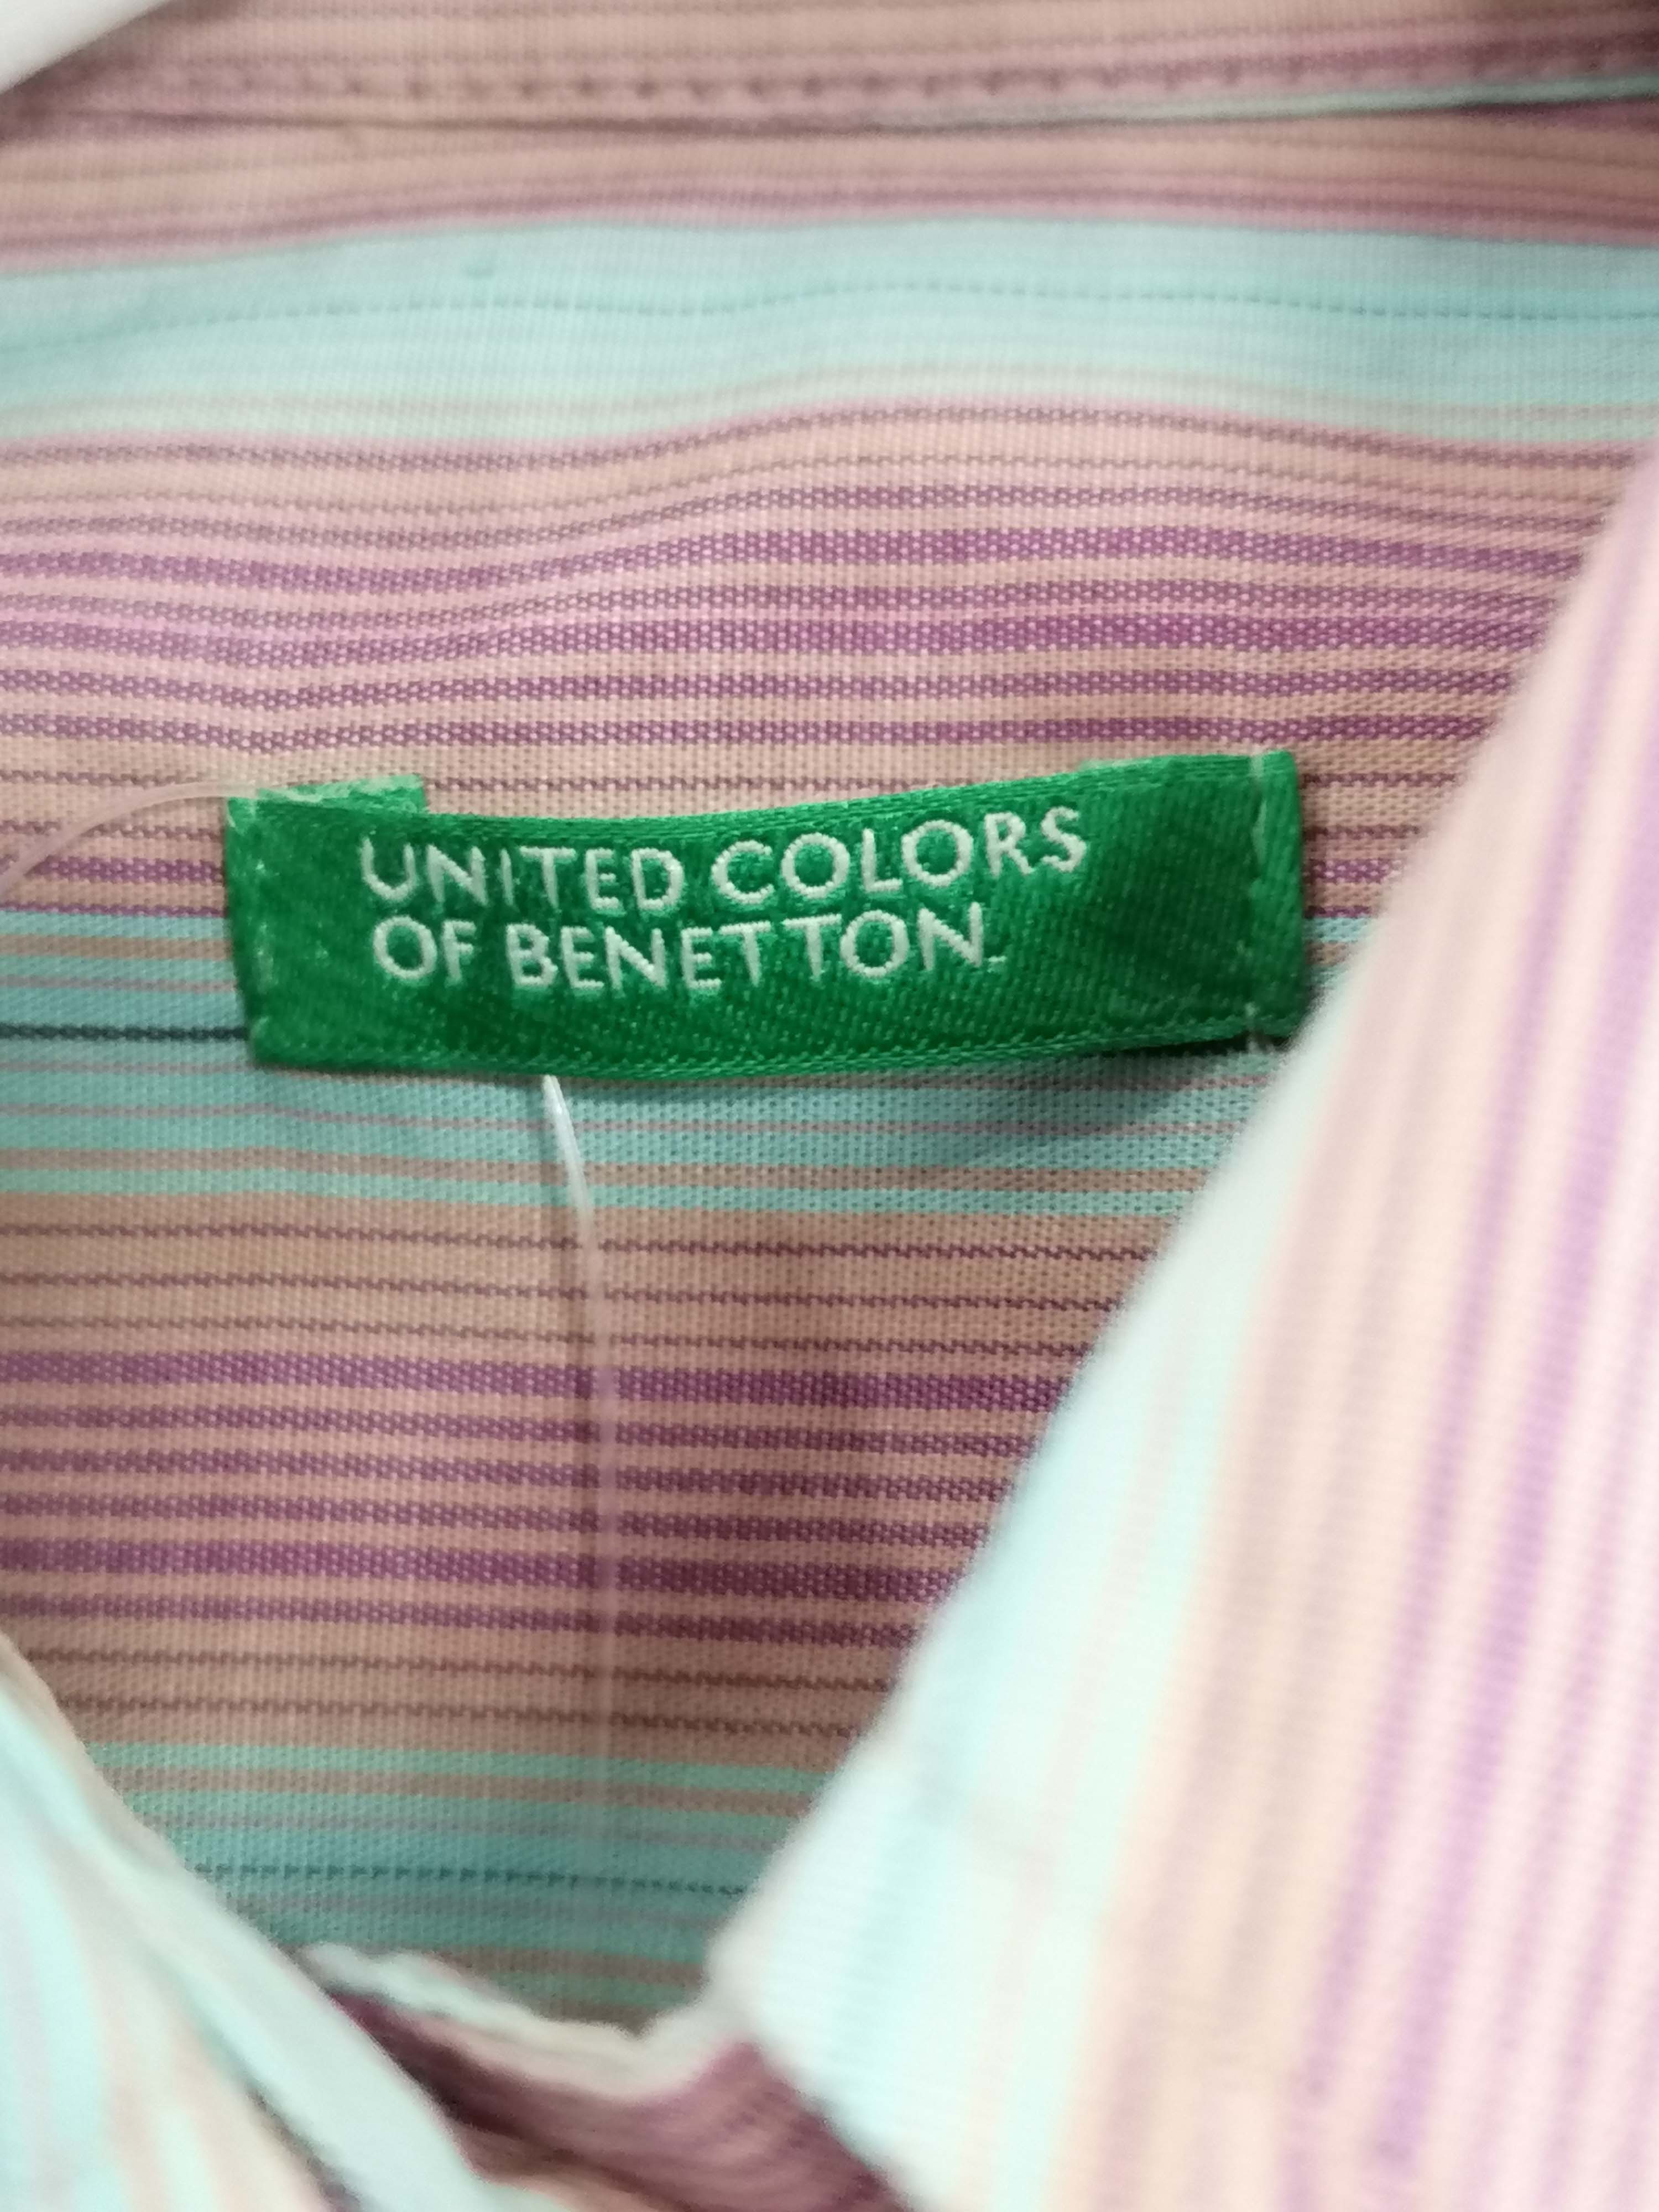 UNITED COLORS
OF BENETTON.